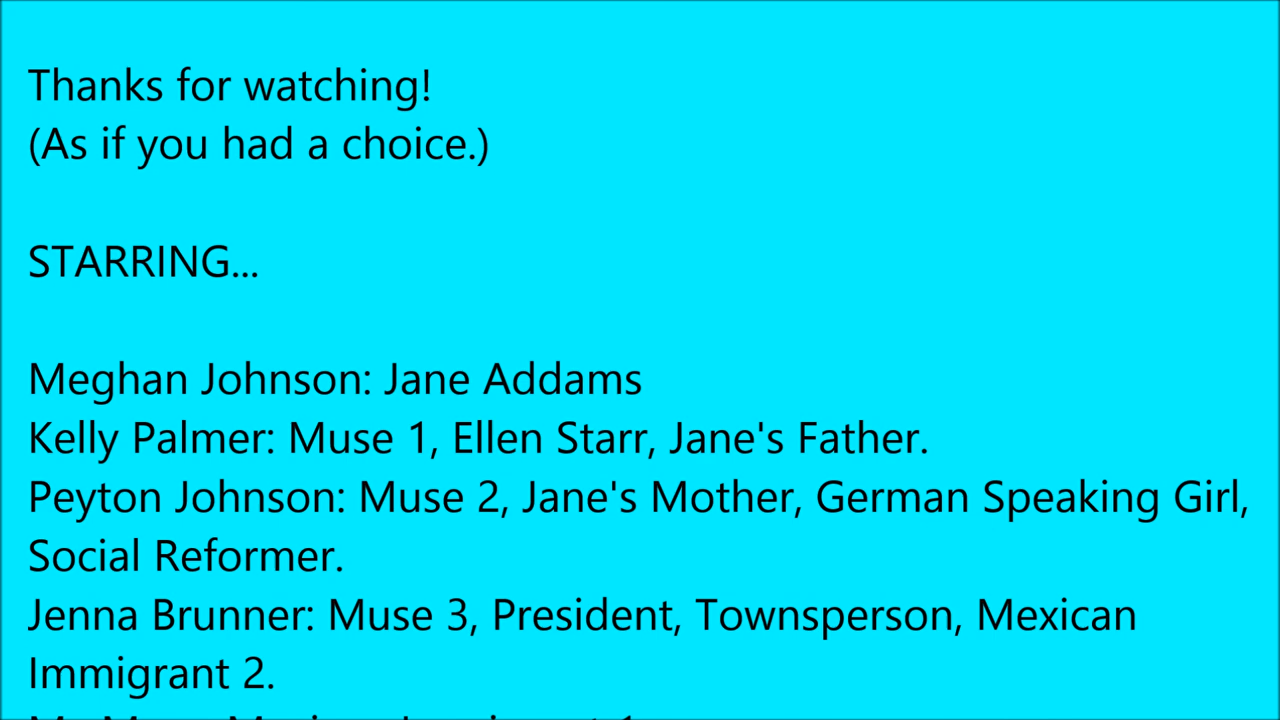 Thanks for watching!
(As if you had a choice.)
STARRING...
Meghan Johnson: Jane Addams
Kelly Palmer: Muse 1, Ellen Starr, Jane's Father.
Peyton Johnson: Muse 2, Jane's Mother, German Speaking Girl,
Social Reformer.
Jenna Brunner: Muse 3, President, Townsperson, Mexican
Immigrant 2.